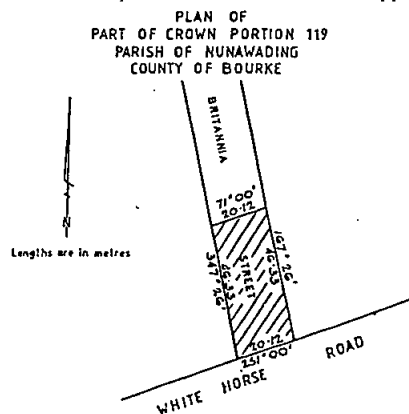 PLAN OF
PART OF CROWN PORTION 119
PARISH OF NUNAWADING
COUNTY OF BOURKE
BRITANNIA
N
Lengths are in metres
71° 00'
20·12
347° 26'
46·33
STREET
46·33
167° 26'
20·12
251° 00'
WHITE HORSE ROAD